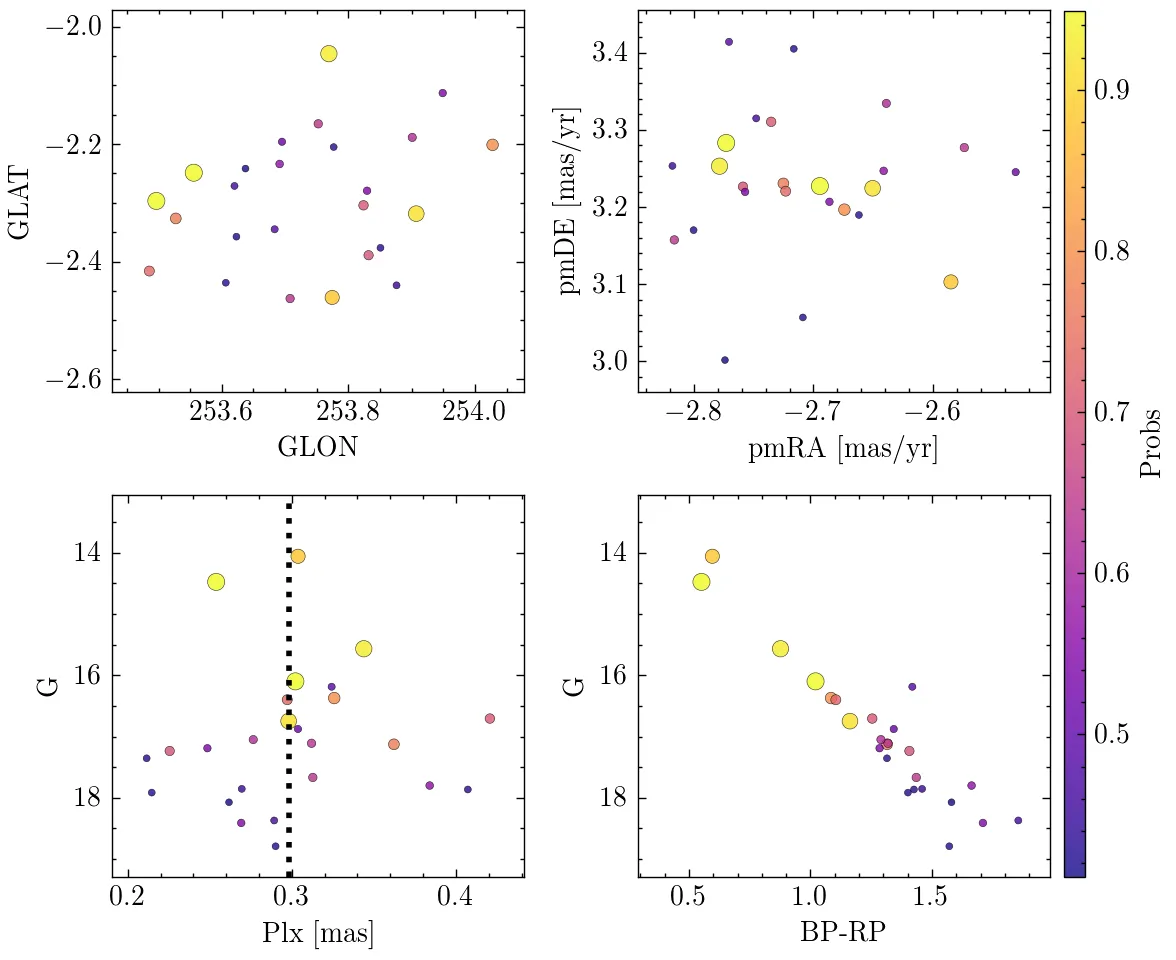 −2.0
−2.2
−2.4
−2.6
GLAT
253.6 253.8 254.0
GLON
3.4
3.3
3.2
3.1
3.0
pmDE [mas/yr]
−2.8 −2.7 −2.6
pmRA [mas/yr]
0.9
0.8
0.7
0.6
0.5
Probs
14
16
18
G
0.2 0.3 0.4
Plx [mas]
14
16
18
G
0.5 1.0 1.5
BP-RP